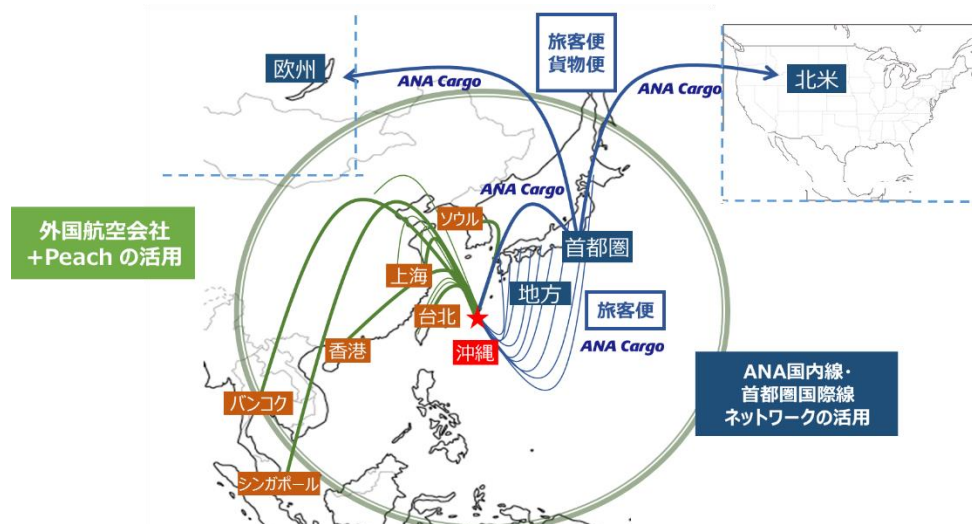 欧州
旅客便
貨物便
北米
ANA Cargo
ANA Cargo
ANA Cargo
外国航空会社
+Peach の活用
ソウル
首都圏
上海
地方
台北
旅客便
沖縄
ANA Cargo
香港
バンコク
シンガポール
ANA国内線・
首都圏国際線
ネットワークの活用